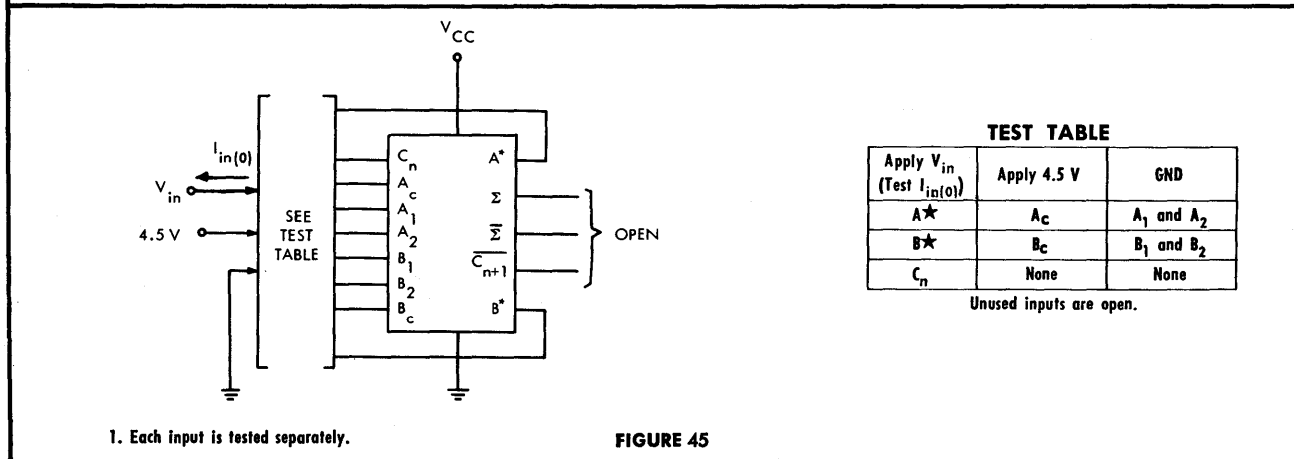 V_CC
I_in(0)
V_in
4.5 V
SEE
TEST
TABLE
C_n
A_c
A_1
A_2
B_1
B_2
B_c
A*
Σ
Σ̅
C̅_n+1
B*
OPEN
TEST TABLE
Apply V_in (Test I_in(0)) Apply 4.5 V GND
A★ A_C A_1 and A_2
B★ B_C B_1 and B_2
C_n None None
Unused inputs are open.
1. Each input is tested separately.
FIGURE 45